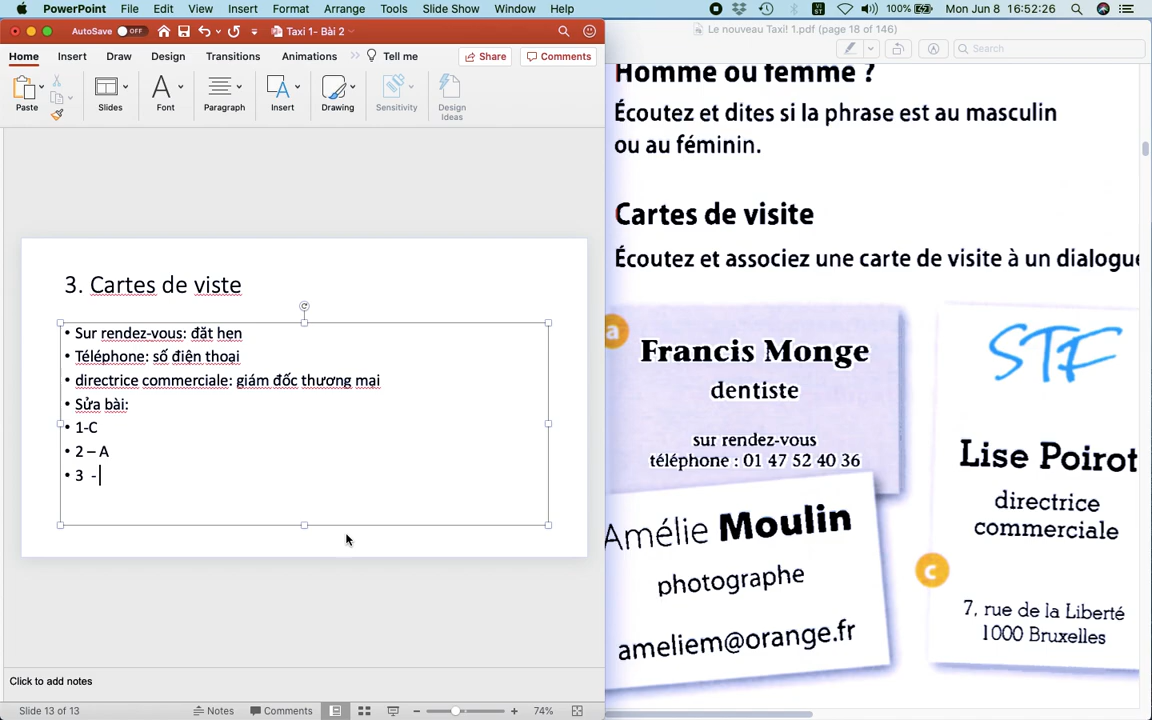 PowerPoint File Edit View Insert Format Arrange Tools Slide Show Window Help 100% Mon Jun 8 16:52:26
AutoSave OFF Taxi 1- Bài 2
Home Insert Draw Design Transitions Animations Tell me Share Comments
Paste Slides Font Paragraph Insert Drawing Sensitivity Design
Ideas
3. Cartes de viste
• Sur rendez-vous: đặt hẹn
• Téléphone: số điện thoại
• directrice commerciale: giám đốc thương mại
• Sửa bài:
• 1-C
• 2 – A
• 3 -
Click to add notes
Slide 13 of 13 Notes Comments 74%
Le nouveau Taxi! 1.pdf (page 18 of 146)
Search
Homme ou femme ?
Écoutez et dites si la phrase est au masculin
ou au féminin.
Cartes de visite
Écoutez et associez une carte de visite à un dialogue
a
Francis Monge
dentiste
sur rendez-vous
téléphone : 01 47 52 40 36
Amélie Moulin
photographe
ameliem@orange.fr
STF
Lise Poirot
directrice
commerciale
c
7, rue de la Liberté
1000 Bruxelles